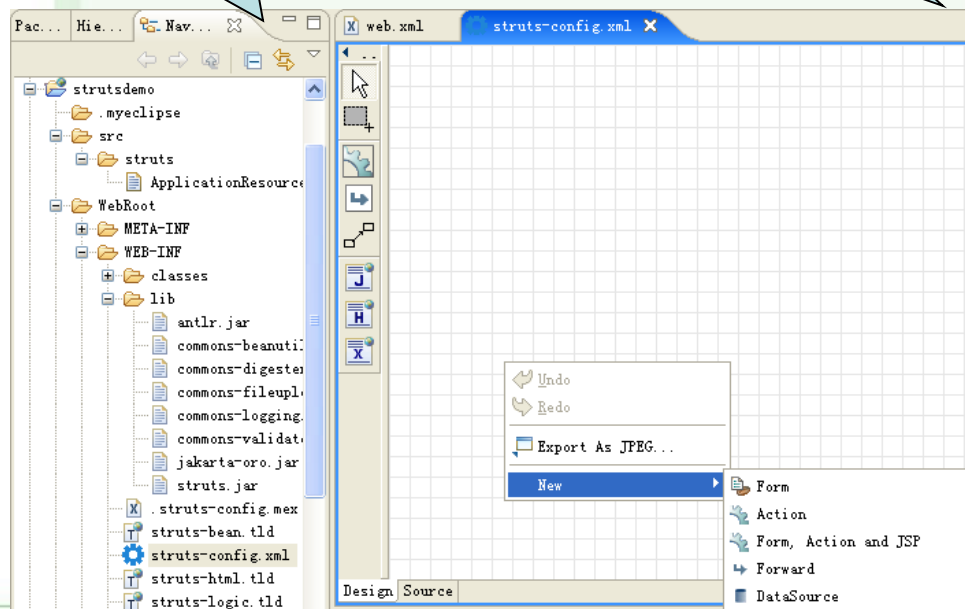 Pac...
Hie...
Nav...
strutsdemo
.myeclipse
src
struts
ApplicationResource
WebRoot
META-INF
WEB-INF
classes
lib
antlr.jar
commons-beanutil
commons-digester
commons-fileupl
commons-logging.
commons-validat
jakarta-oro.jar
struts.jar
.struts-config.mex
struts-bean.tld
struts-config.xml
struts-html.tld
struts-logic.tld
web.xml
struts-config.xml
J
H
X
Undo
Redo
Export As JPEG...
New
Form
Action
Form, Action and JSP
Forward
DataSource
Design
Source